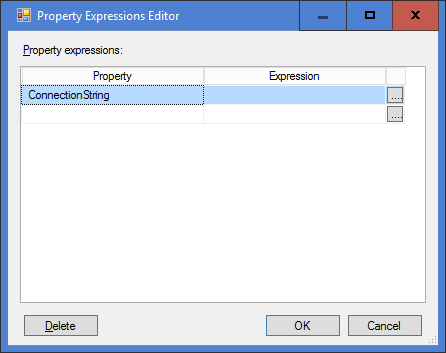 Property Expressions Editor
Property expressions:
Property Expression
ConnectionString
...
...
Delete OK Cancel